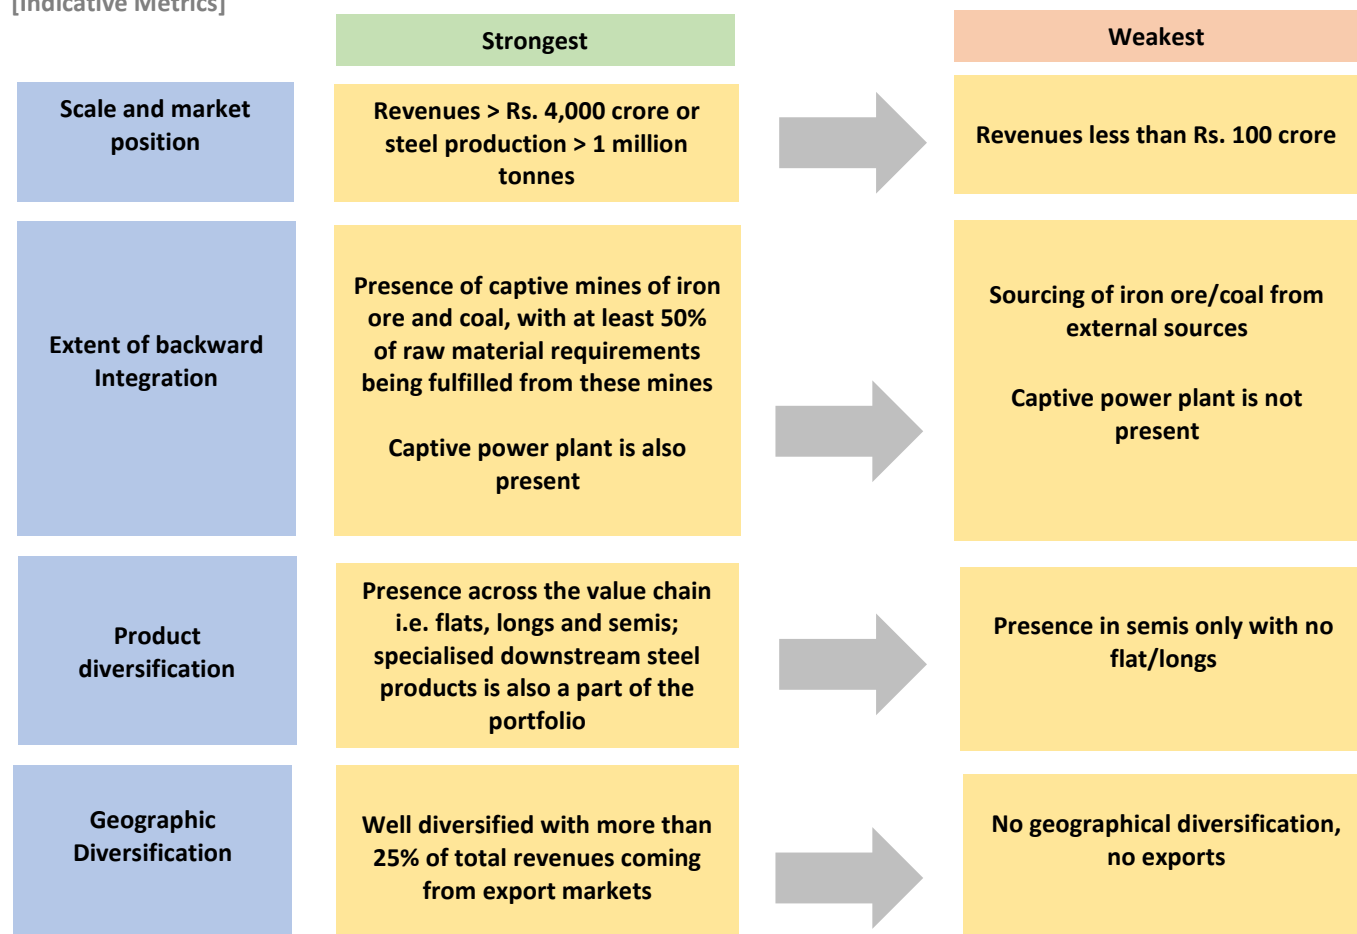 [Indicative Metrics]
Strongest
Weakest
Scale and market
position
Revenues > Rs. 4,000 crore or
steel production > 1 million
tonnes
Revenues less than Rs. 100 crore
Extent of backward
Integration
Presence of captive mines of iron
ore and coal, with at least 50%
of raw material requirements
being fulfilled from these mines
Captive power plant is also
present
Sourcing of iron ore/coal from
external sources
Captive power plant is not
present
Product
diversification
Presence across the value chain
i.e. flats, longs and semis;
specialised downstream steel
products is also a part of the
portfolio
Presence in semis only with no
flat/longs
Geographic
Diversification
Well diversified with more than
25% of total revenues coming
from export markets
No geographical diversification,
no exports